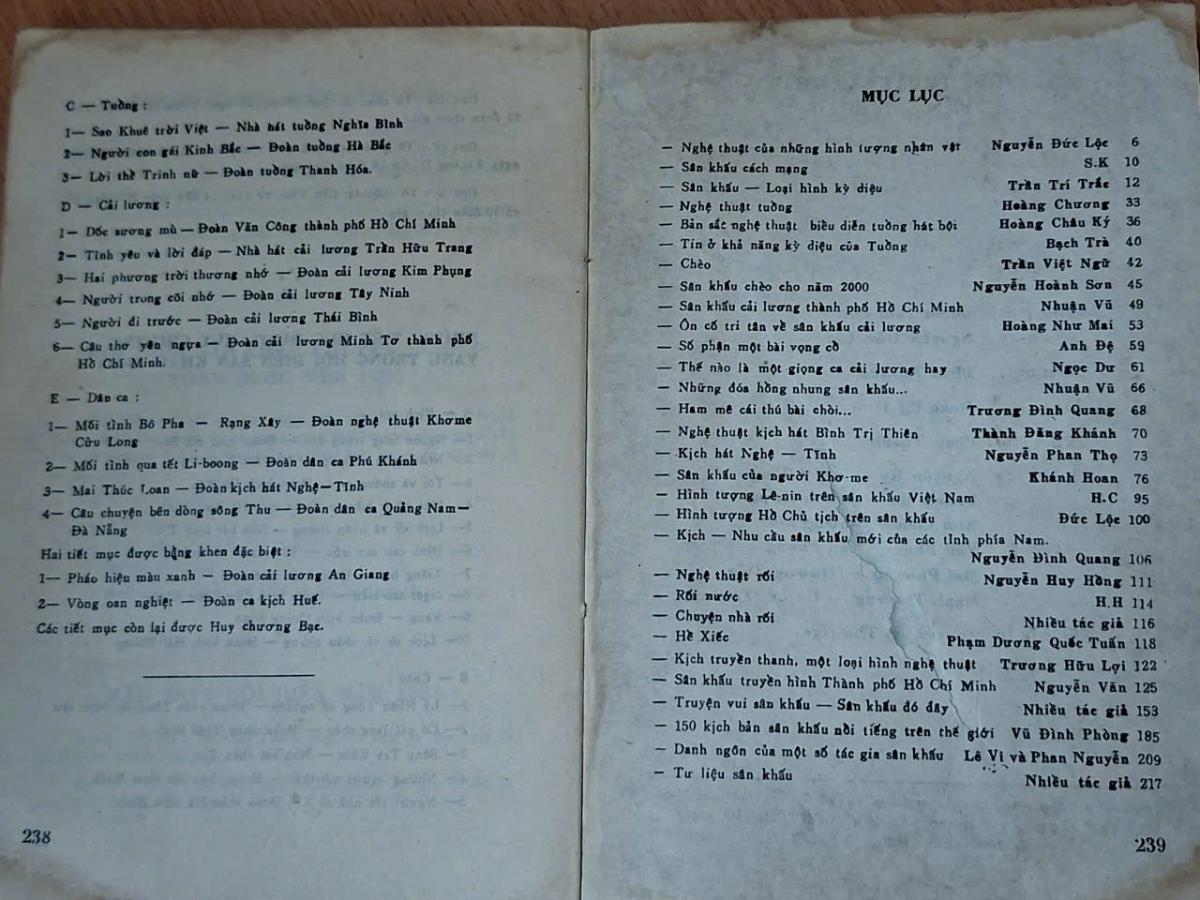 C — Tuồng :
1— Sao Khuê trời Việt — Nhà hát tuồng Nghĩa Bình
2— Người con gái Kinh Bắc — Đoàn tuồng Hà Bắc
3— Lời thề Trinh nữ — Đoàn tuồng Thanh Hóa.
D — Cải lương :
1— Dốc sương mù — Đoàn Văn Công thành phố Hồ Chí Minh
2— Tình yêu và lời đáp — Nhà hát cải lương Trần Hữu Trang
3— Hai phương trời thương nhớ — Đoàn cải lương Kim Phụng
4— Người trong cõi nhớ — Đoàn cải lương Tây Ninh
5— Người đi trước — Đoàn cải lương Thái Bình
6— Câu thơ yên ngựa — Đoàn cải lương Minh Tơ thành phố
Hồ Chí Minh.
E — Dân ca :
1— Mối tình Bô Pha — Rạng Xây — Đoàn nghệ thuật Khơme
Cửu Long
2— Mối tình qua tết Li-boong — Đoàn dân ca Phú Khánh
3— Mai Thúc Loan — Đoàn kịch hát Nghệ—Tĩnh
4— Câu chuyện bên dòng sông Thu — Đoàn dân ca Quảng Nam—
Đà Nẵng
Hai tiết mục được bằng khen đặc biệt :
1— Pháo hiệu màu xanh — Đoàn cải lương An Giang
2— Vòng oan nghiệt — Đoàn ca kịch Huế.
Các tiết mục còn lại được Huy chương Bạc.
238
MỤC LỤC
— Nghệ thuật của những hình tượng nhân vật Nguyễn Đức Lộc 6
— Sân khấu cách mạng S.K 10
— Sân khấu — Loại hình kỳ diệu Trần Trí Trắc 12
— Nghệ thuật tuồng Hoàng Chương 33
— Bản sắc nghệ thuật biểu diễn tuồng hát bội Hoàng Châu Ký 36
— Tin ở khả năng kỳ diệu của Tuồng Bạch Trà 40
— Chèo Trần Việt Ngữ 42
— Sân khấu chèo cho năm 2000 Nguyễn Hoành Sơn 45
— Sân khấu cải lương thành phố Hồ Chí Minh Nhuận Vũ 49
— Ôn cố tri tân về sân khấu cải lương Hoàng Như Mai 53
— Số phận một bài vọng cổ Anh Đệ 59
— Thế nào là một giọng ca cải lương hay Ngọc Dư 61
— Những đóa hồng nhung sân khấu... Nhuận Vũ 66
— Ham mê cái thú bài chòi... Trương Đình Quang 68
— Nghệ thuật kịch hát Bình Trị Thiên Thành Đăng Khánh 70
— Kịch hát Nghệ — Tĩnh Nguyễn Phan Thọ 73
— Sân khấu của người Khơ-me Khánh Hoan 76
— Hình tượng Lê-nin trên sân khấu Việt Nam H.C 95
— Hình tượng Hồ Chủ tịch trên sân khấu Đức Lộc 100
— Kịch — Nhu cầu sân khấu mới của các tỉnh phía Nam.
Nguyễn Đình Quang 106
— Nghệ thuật rối Nguyễn Huy Hồng 111
— Rối nước H.H 114
— Chuyện nhà rối Nhiều tác giả 116
— Hề Xiếc Phạm Dương Quốc Tuấn 118
— Kịch truyền thanh, một loại hình nghệ thuật Trương Hữu Lợi 122
— Sân khấu truyền hình Thành phố Hồ Chí Minh Nguyễn Văn 125
— Truyện vui sân khấu — Sân khấu đó đây Nhiều tác giả 153
— 150 kịch bản sân khấu nổi tiếng trên thế giới Vũ Đình Phòng 185
— Danh ngôn của một số tác gia sân khấu Lê Vi và Phan Nguyễn 209
— Tư liệu sân khấu Nhiều tác giả 217
239